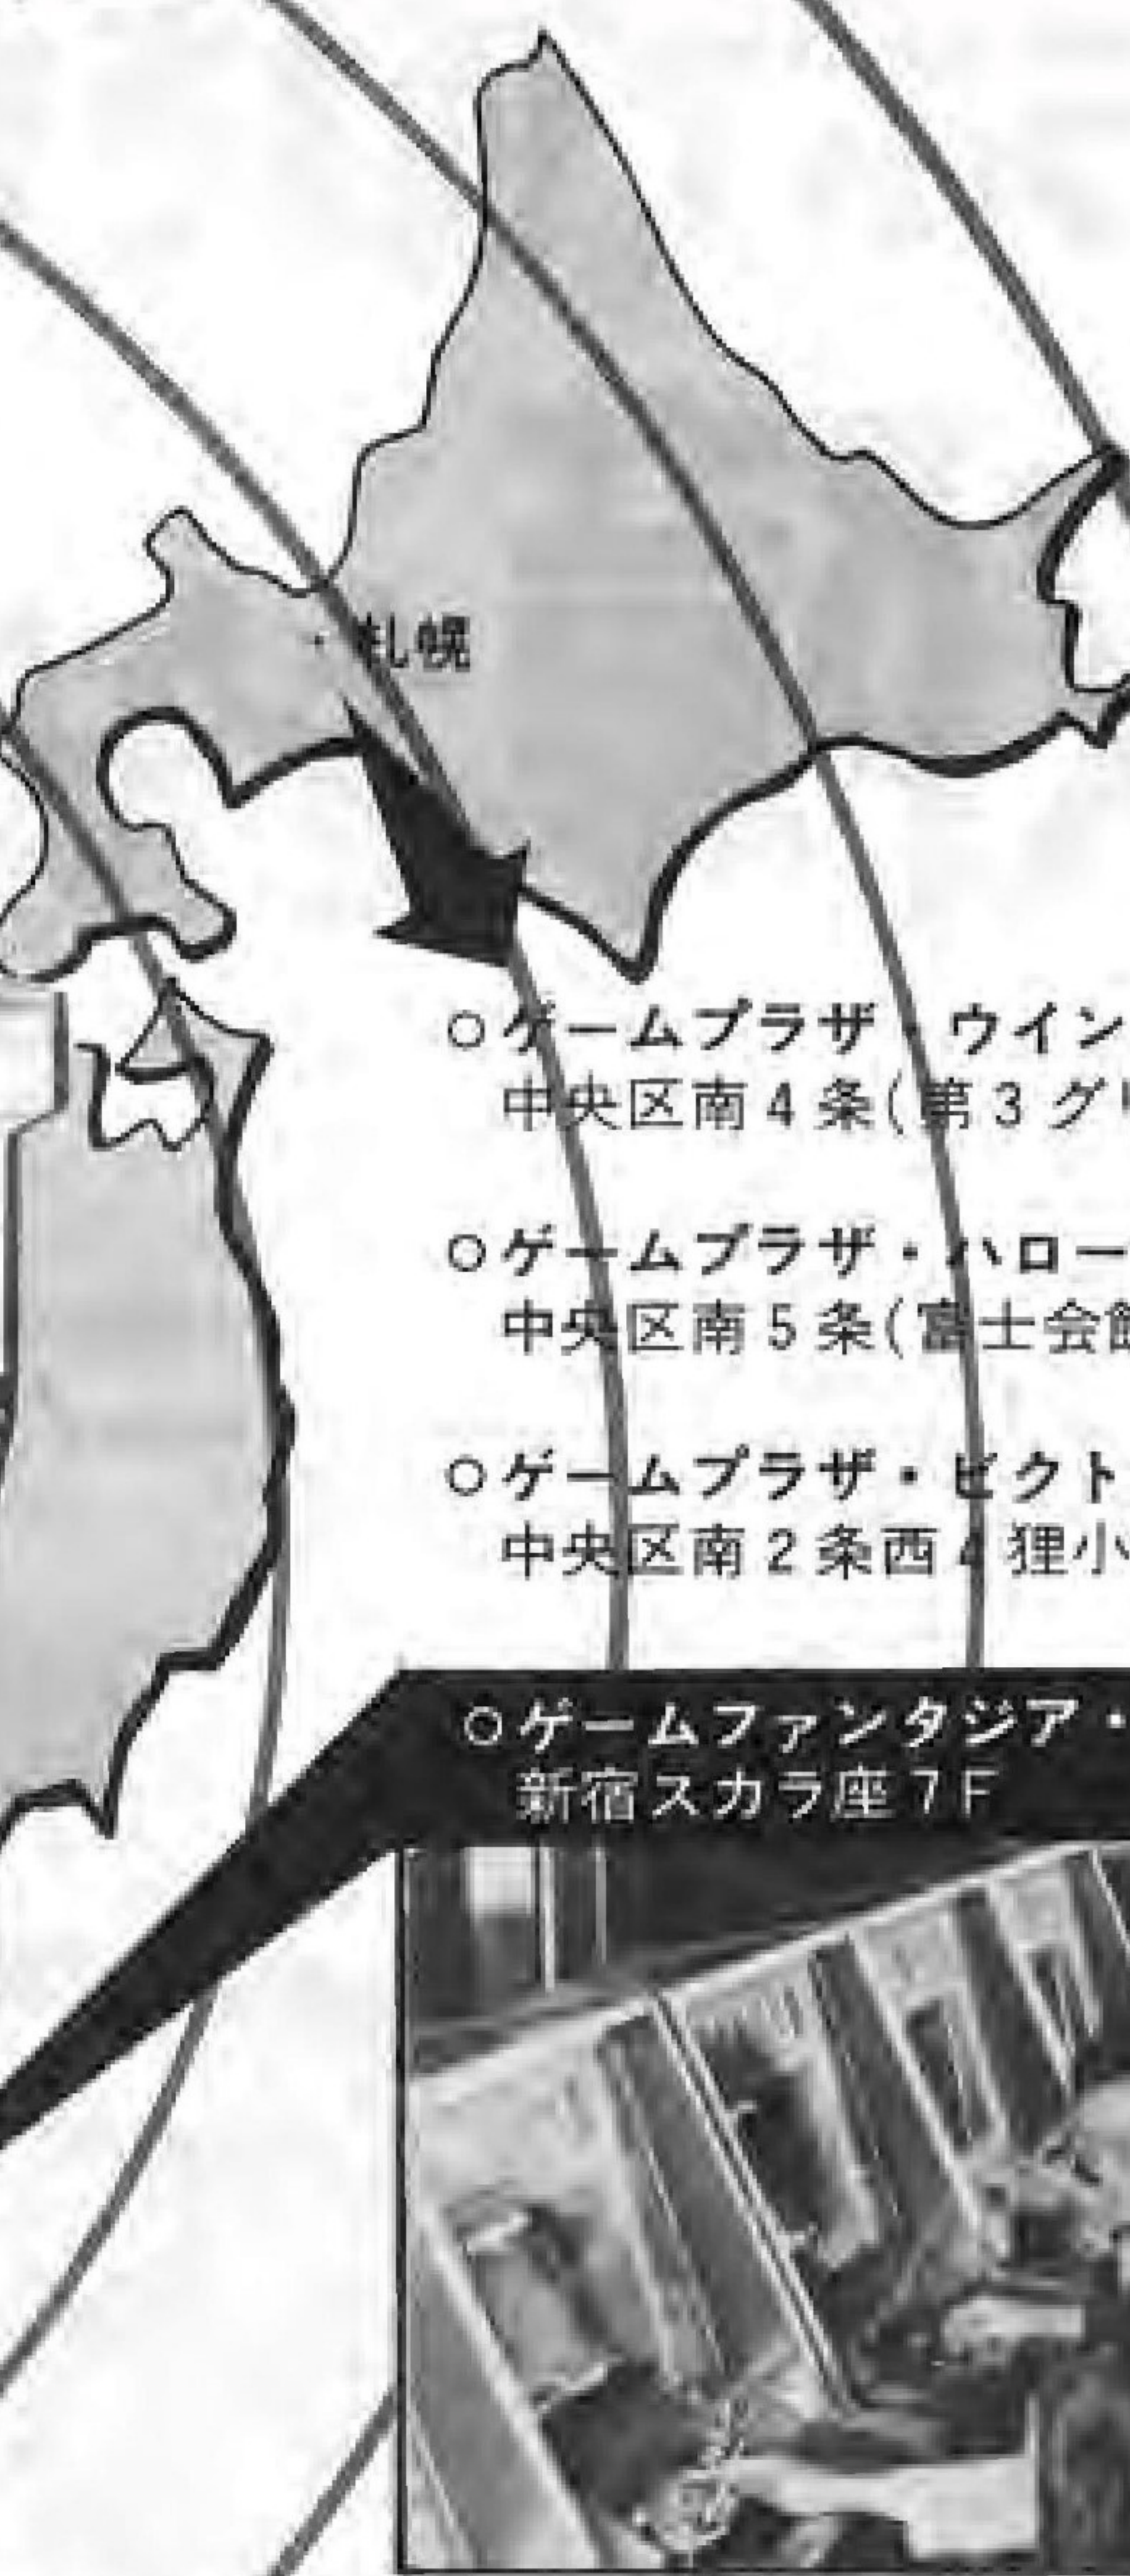 札幌
○ゲームプラザ・ウイン
中央区南4条(第3グリ
○ゲームプラザ・ハロー
中央区南5条(富士会館
○ゲームプラザ・ビクト
中央区南2条西4狸小
○ゲームファンタジア・
新宿スカラ座7F